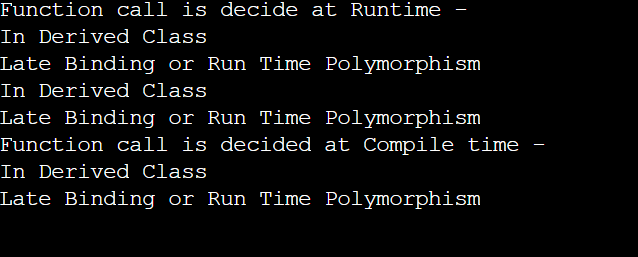 Function call is decide at Runtime -
In Derived Class
Late Binding or Run Time Polymorphism
In Derived Class
Late Binding or Run Time Polymorphism
Function call is decided at Compile time -
In Derived Class
Late Binding or Run Time Polymorphism